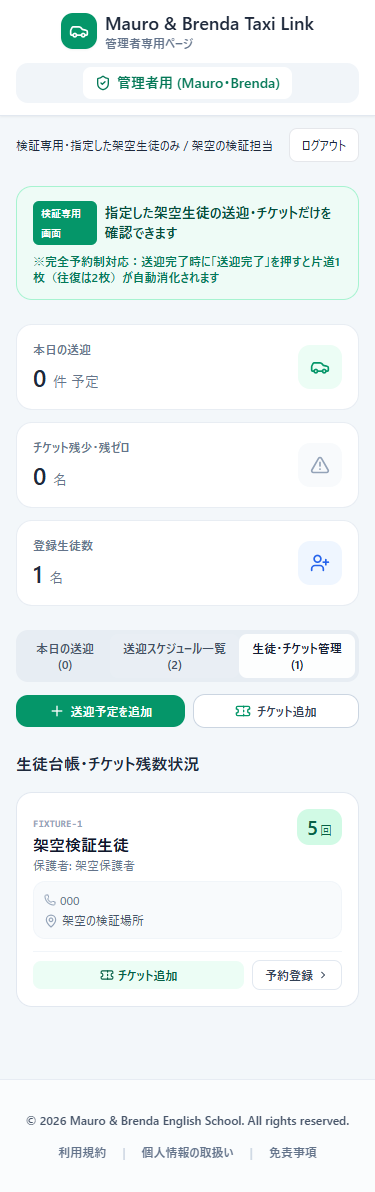 Mauro & Brenda Taxi Link
管理者専用ページ
管理者用 (Mauro・Brenda)
検証専用・指定した架空生徒のみ / 架空の検証担当
ログアウト
検証専用
画面
指定した架空生徒の送迎・チケットだけを
確認できます
※完全予約制対応：送迎完了時に「送迎完了」を押すと片道1
枚（往復は2枚）が自動消化されます
本日の送迎
0 件 予定
チケット残少・残ゼロ
0 名
登録生徒数
1 名
本日の送迎
(0)
送迎スケジュール一覧
(2)
生徒・チケット管理
(1)
送迎予定を追加
チケット追加
生徒台帳・チケット残数状況
FIXTURE-1
架空検証生徒
保護者: 架空保護者
5 回
000
架空の検証場所
チケット追加
予約登録
© 2026 Mauro & Brenda English School. All rights reserved.
利用規約 | 個人情報の取扱い | 免責事項